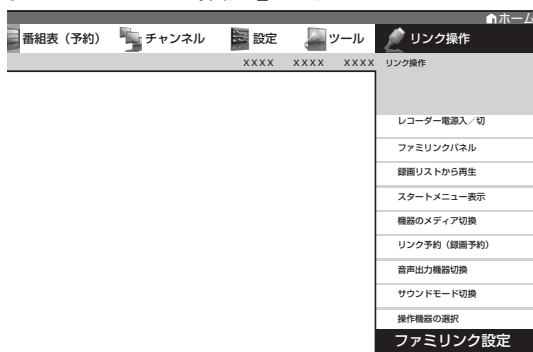 ホーム
番組表（予約） チャンネル 設定 ツール リンク操作
XXXX XXXX XXXX リンク操作
レコーダー電源入／切
ファミリンクパネル
録画リストから再生
スタートメニュー表示
機器のメディア切換
リンク予約（録画予約）
音声出力機器切換
サウンドモード切換
操作機器の選択
ファミリンク設定